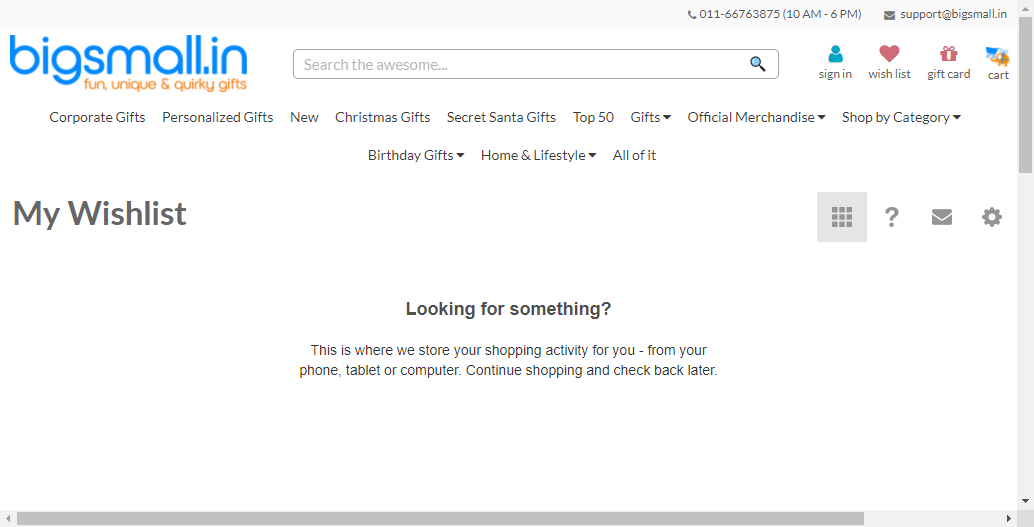 011-66763875 (10 AM - 6 PM) support@bigsmall.in
bigsmall.in
fun, unique & quirky gifts
Search the awesome...
sign in wish list gift card cart
Corporate Gifts Personalized Gifts New Christmas Gifts Secret Santa Gifts Top 50 Gifts Official Merchandise Shop by Category
Birthday Gifts Home & Lifestyle All of it
My Wishlist
?
Looking for something?
This is where we store your shopping activity for you - from your
phone, tablet or computer. Continue shopping and check back later.